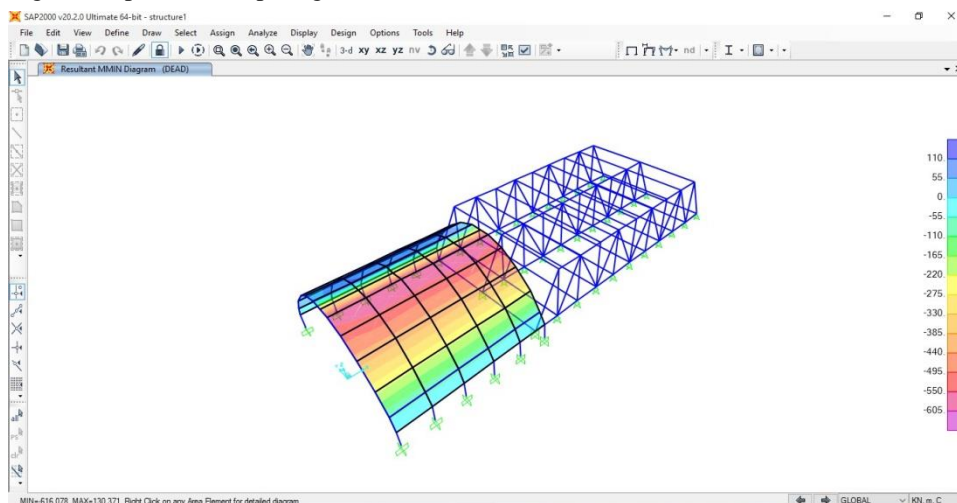 SAP2000 v20.2.0 Ultimate 64-bit - structure1
File Edit View Define Draw Select Assign Analyze Display Design Options Tools Help
3-d xy xz yz nv
nd
Resultant MMIN Diagram (DEAD)
110.
55.
0.
-55.
-110.
-165.
-220.
-275.
-330.
-385.
-440.
-495.
-550.
-605.
MIN=-616.078, MAX=130.371, Right Click on any Area Element for detailed diagram
GLOBAL
KN, m, C